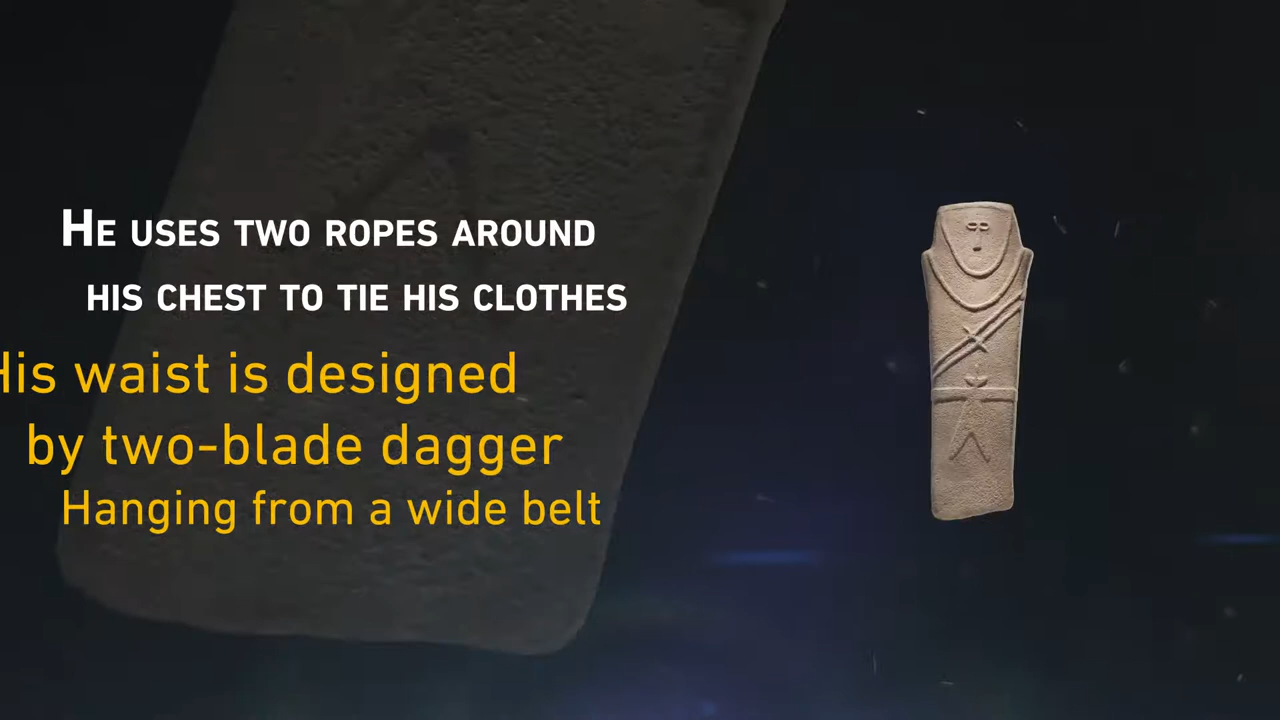 He uses two ropes around
his chest to tie his clothes
His waist is designed
by two-blade dagger
Hanging from a wide belt